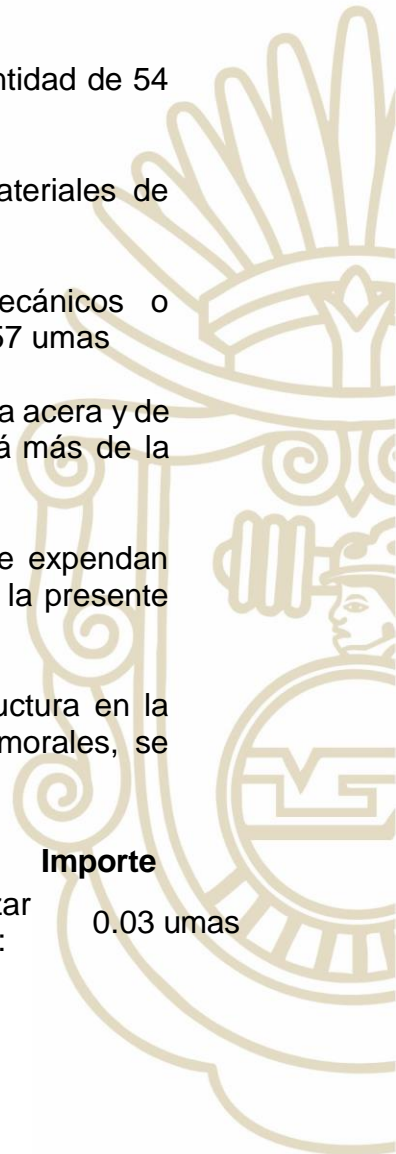 ntidad de 54
ateriales de
ecánicos o
57 umas
a acera y de
á más de la
e expendan
la presente
uctura en la
morales, se
Importe
zar
:
0.03 umas